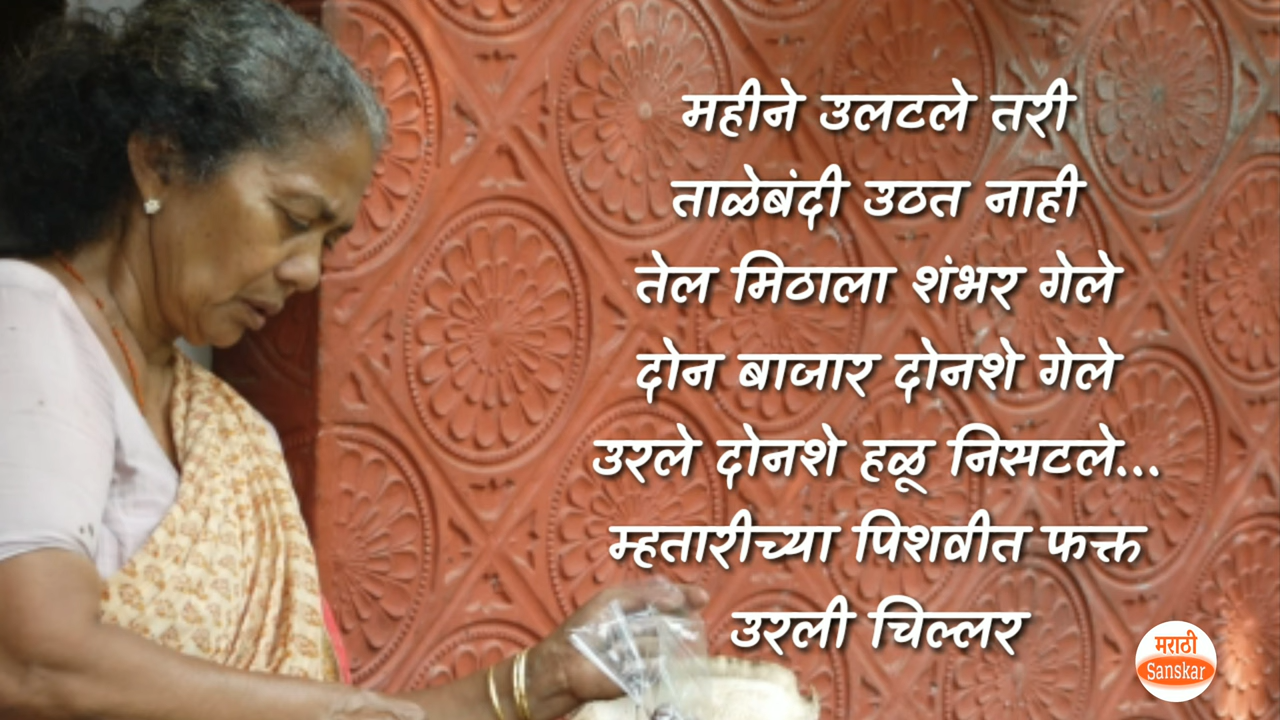 महीने उलटले तरी
ताळेबंदी उठत नाही
तेल मिठाला शंभर गेले
दोन बाजार दोनशे गेले
उरले दोनशे हळू निसटले...
म्हतारीच्या पिशवीत फक्त
उरली चिल्लर
मराठी
Sanskar